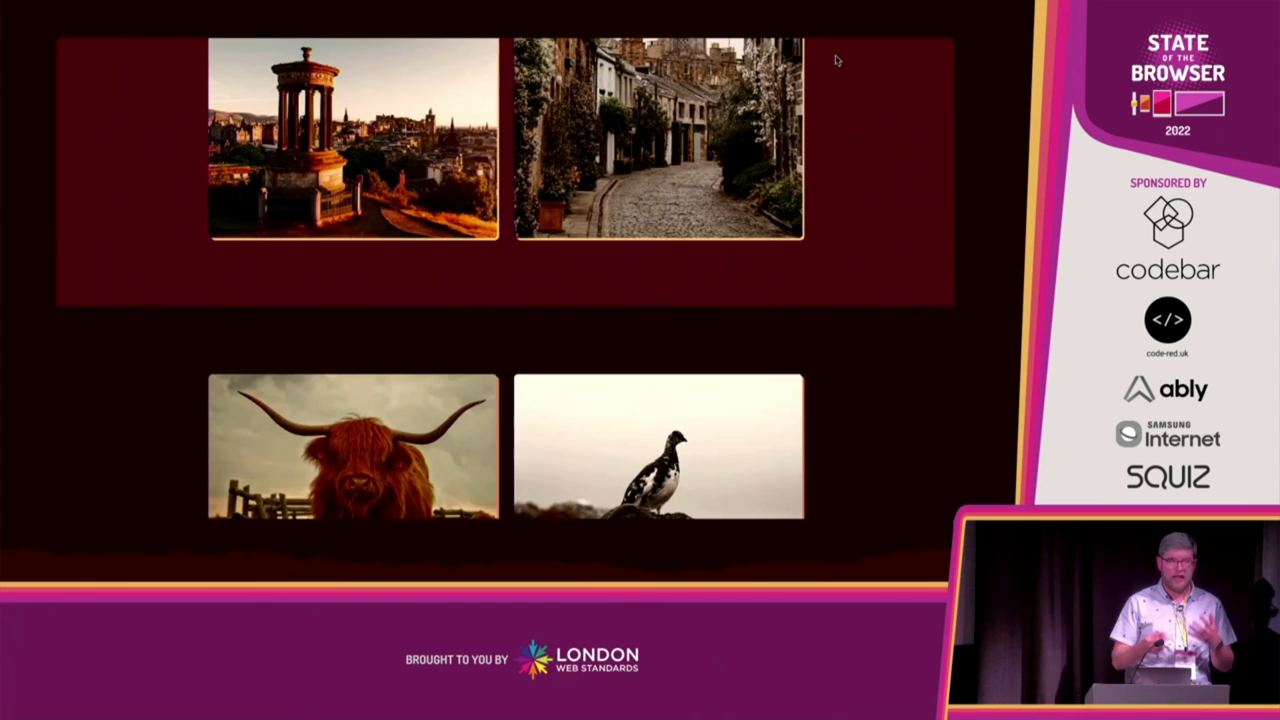 STATE
OF THE
BROWSER
2022
SPONSORED BY
codebar
</>
code-red.uk
ably
SAMSUNG
Internet
SQUIZ
BROUGHT TO YOU BY
LONDON
WEB STANDARDS